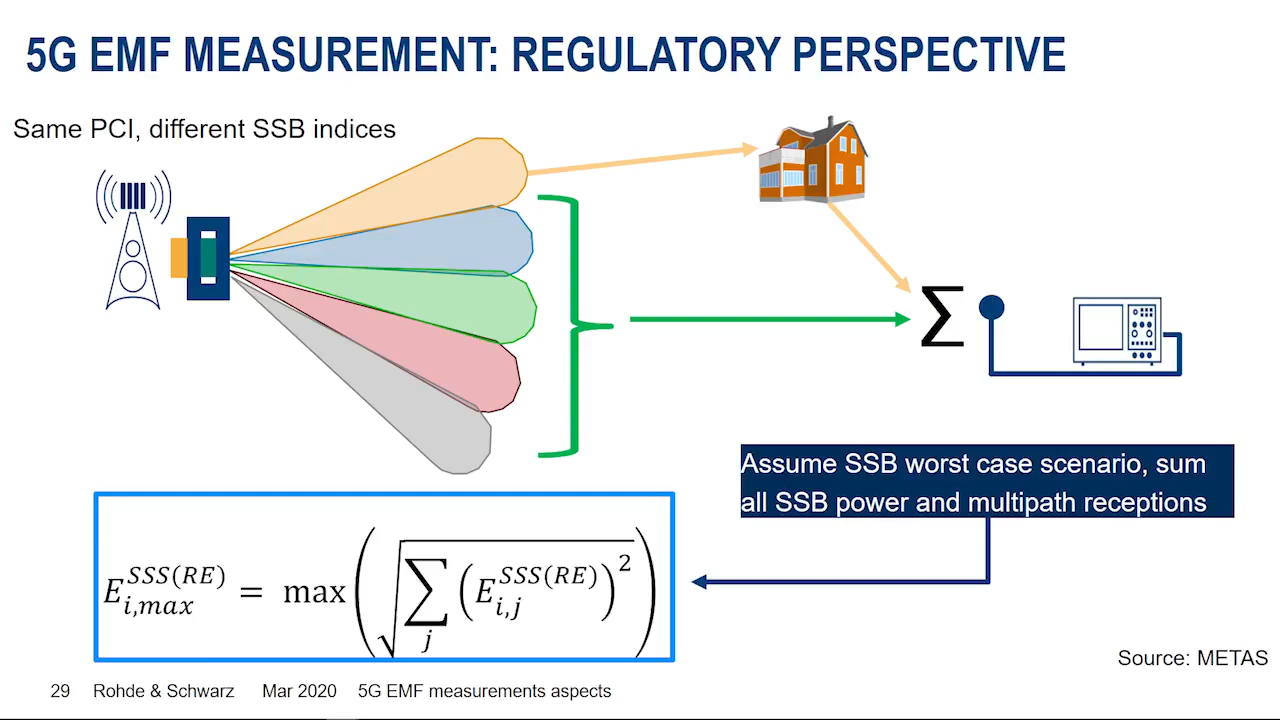 5G EMF MEASUREMENT: REGULATORY PERSPECTIVE
Same PCI, different SSB indices
Σ
Assume SSB worst case scenario, sum
all SSB power and multipath receptions
E_{i,max}^{SSS(RE)} = max(√(∑_j (E_{i,j}^{SSS(RE)})^2))
Source: METAS
29 Rohde & Schwarz Mar 2020 5G EMF measurements aspects